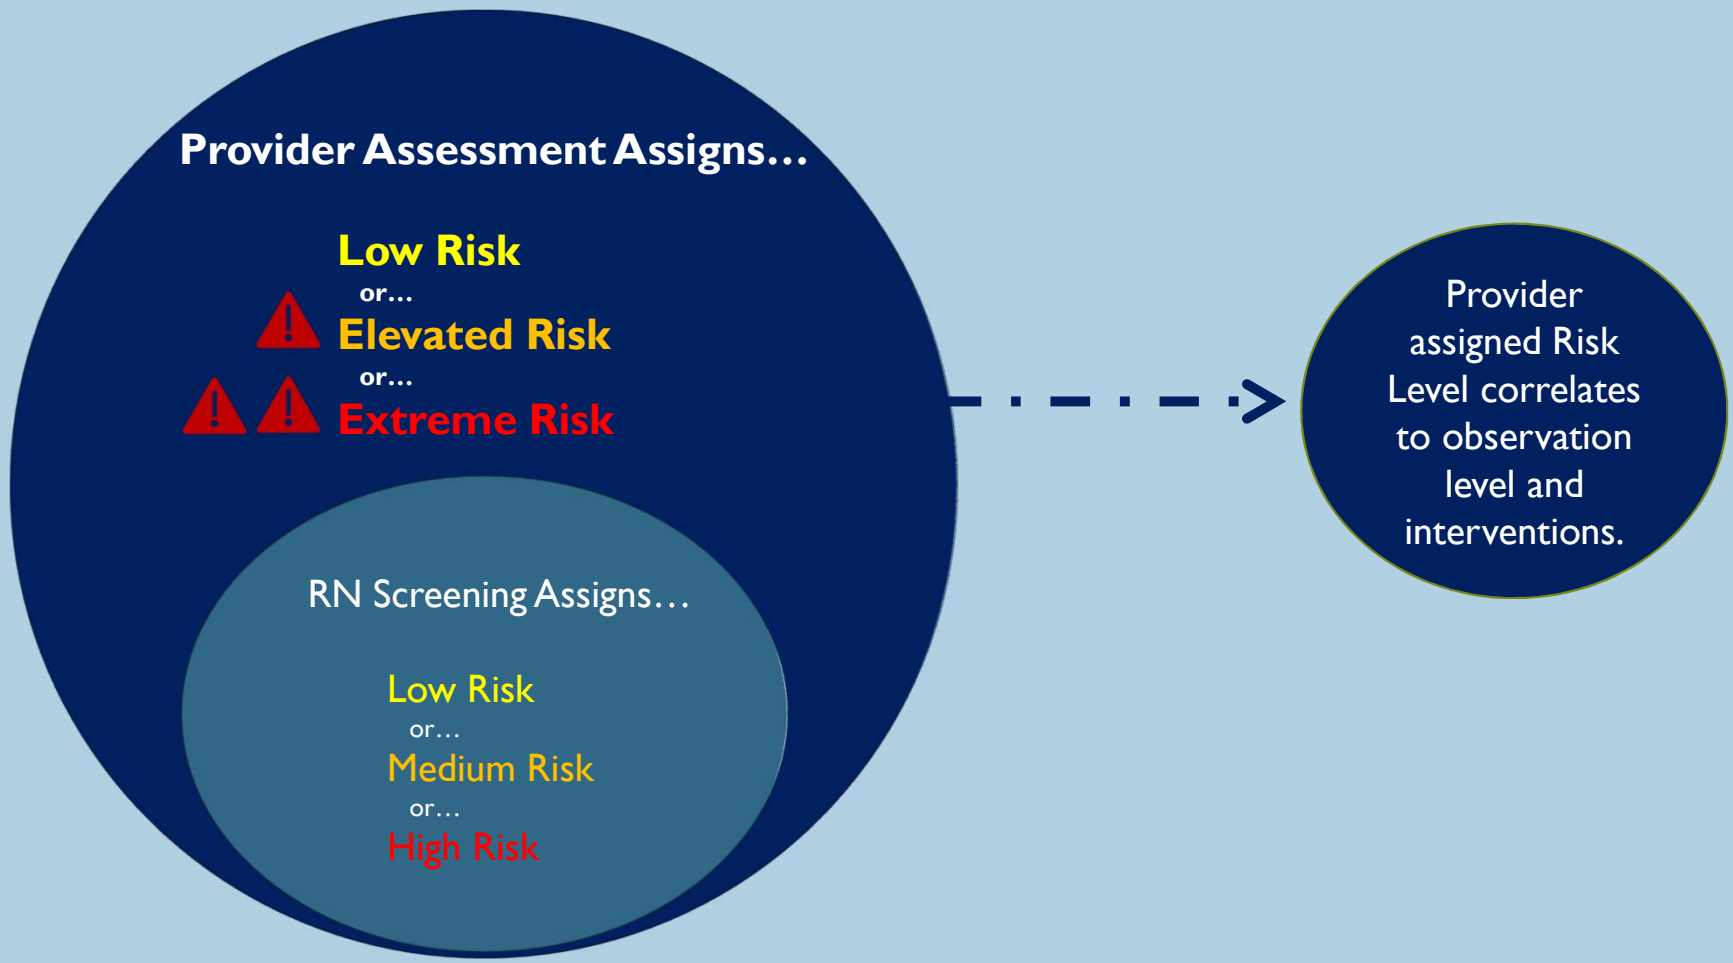 Provider Assessment Assigns…
Low Risk
or…
Elevated Risk
or…
Extreme Risk
RN Screening Assigns…
Low Risk
or…
Medium Risk
or…
High Risk
Provider
assigned Risk
Level correlates
to observation
level and
interventions.